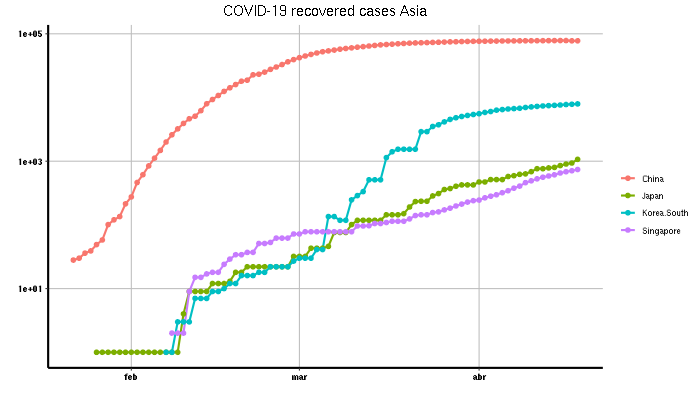 COVID-19 recovered cases Asia
1e+05
1e+03
1e+01
feb mar abr
China
Japan
Korea.South
Singapore